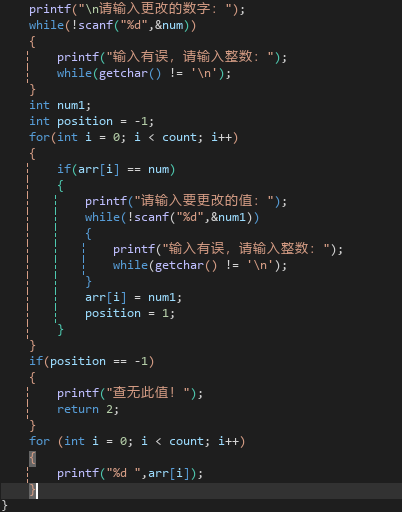 printf("\n请输入更改的数字：");
while(!scanf("%d",&num))
{
printf("输入有误，请输入整数：");
while(getchar() != '\n');
}
int num1;
int position = -1;
for(int i = 0; i < count; i++)
{
if(arr[i] == num)
{
printf("请输入要更改的值：");
while(!scanf("%d",&num1))
{
printf("输入有误，请输入整数：");
while(getchar() != '\n');
}
arr[i] = num1;
position = 1;
}
}
if(position == -1)
{
printf("查无此值！");
return 2;
}
for (int i = 0; i < count; i++)
{
printf("%d ",arr[i]);
}
}